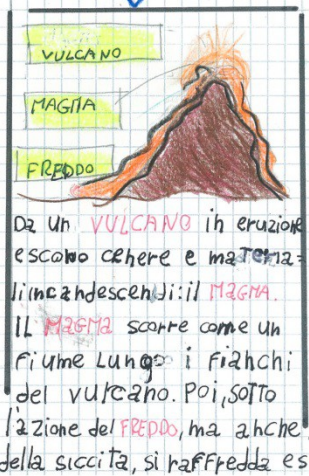 VULCANO
MAGMA
FREDDO
Da un VULCANO in eruzione
escono cenere e materia=
li incandescenti: il MAGMA.
IL MAGMA scorre come un
fiume Lungo i fianchi
del vulcano. Poi, sotto
l'azione del FREDDO, ma anche
della siccita, si raffredda e s